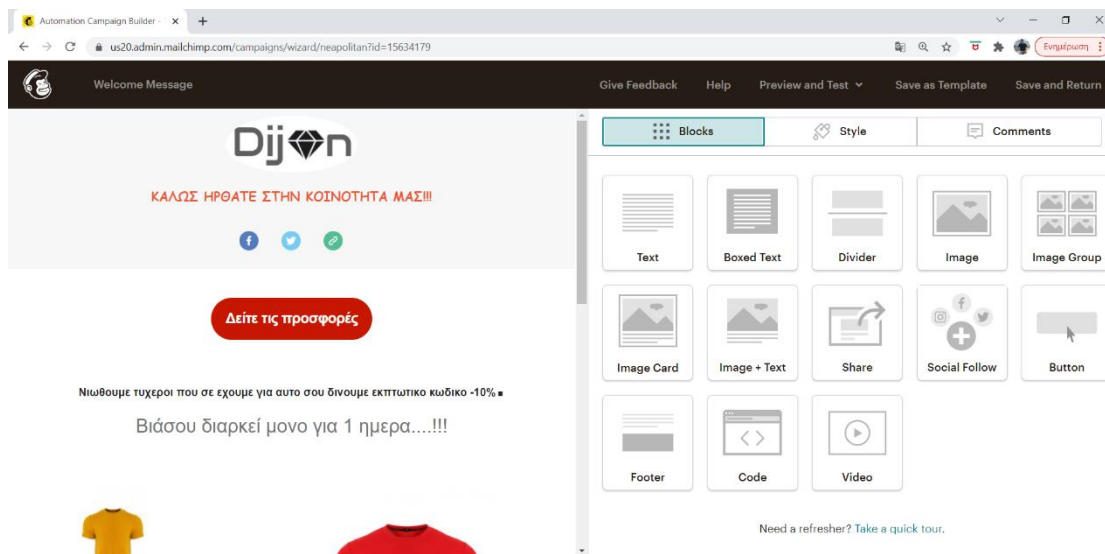 Automation Campaign Builder -
us20.admin.mailchimp.com/campaigns/wizard/neapolitan?id=15634179
Ενημέρωση
Welcome Message
Give Feedback Help Preview and Test Save as Template Save and Return
Dijon
ΚΑΛΩΣ ΗΡΘΑΤΕ ΣΤΗΝ ΚΟΙΝΟΤΗΤΑ ΜΑΣ!!!
Δείτε τις προσφορές
Νιωθουμε τυχεροι που σε εχουμε για αυτο σου δινουμε εκπτωτικο κωδικο -10%
Βιάσου διαρκεί μονο για 1 ημερα....!!!
Blocks Style Comments
Text Boxed Text Divider Image Image Group
Image Card Image + Text Share Social Follow Button
Footer Code Video
Need a refresher? Take a quick tour.